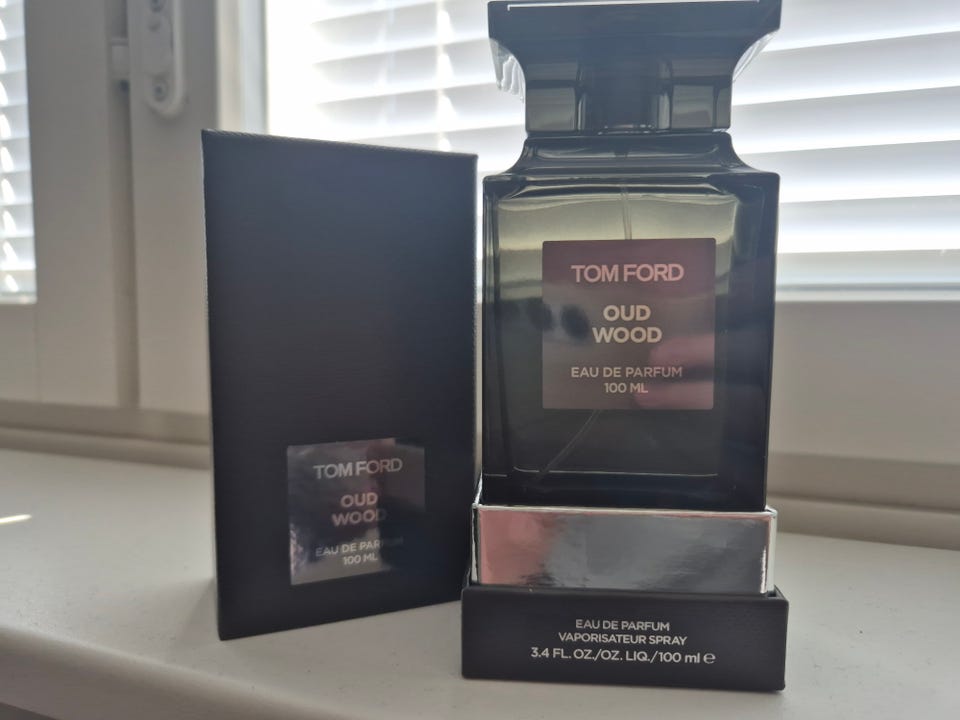 TOM FORD
OUD
WOOD
EAU DE PARFUM
100 ML
TOM FORD
OUD
WOOD
EAU DE PARFUM
100 ML
EAU DE PARFUM
VAPORISATEUR SPRAY
3.4 FL. OZ./OZ. LIQ./100 ml ℮